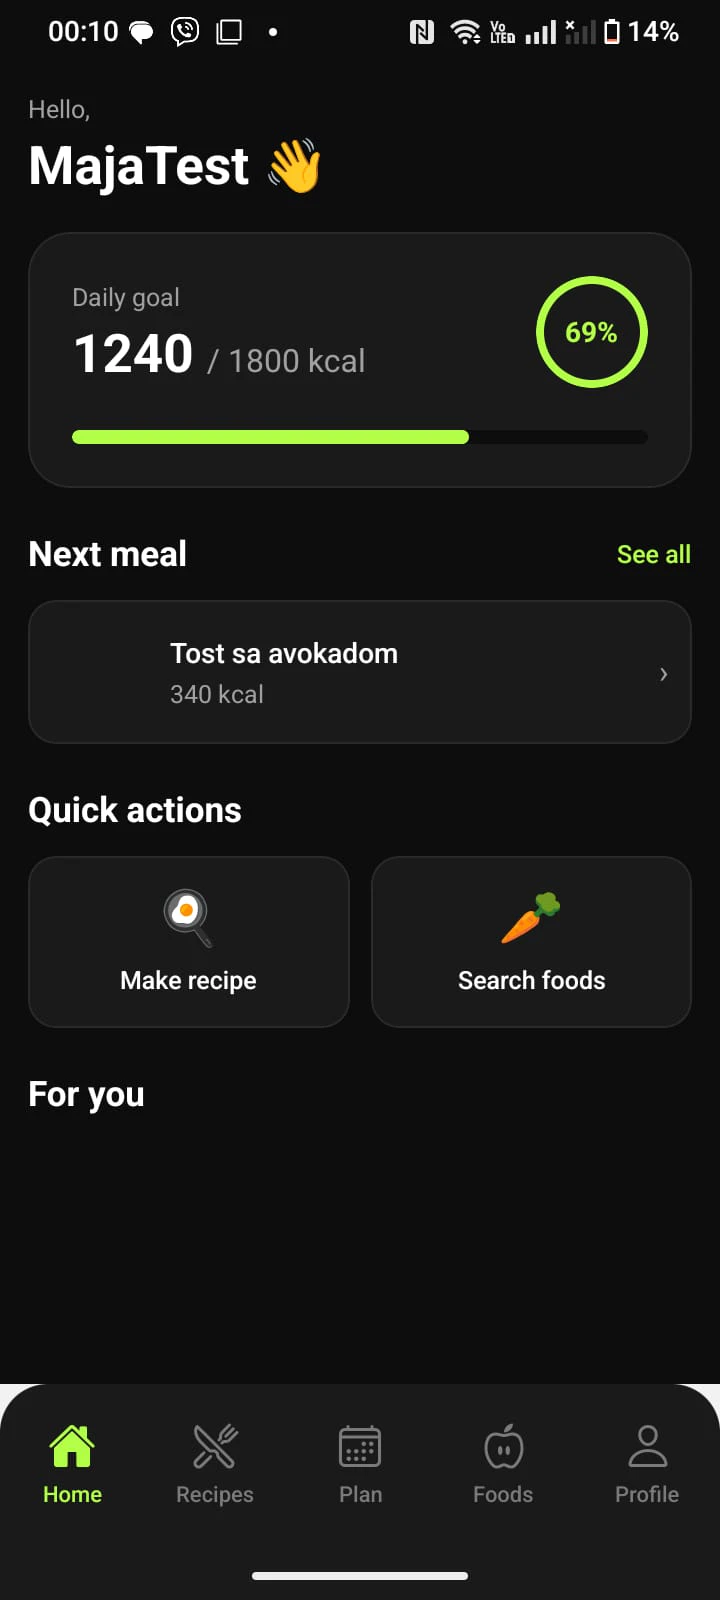 00:10 14%
Hello,
MajaTest 👋
Daily goal
1240 / 1800 kcal
69%
Next meal
See all
Tost sa avokadom
340 kcal
Quick actions
Make recipe
Search foods
For you
Home
Recipes
Plan
Foods
Profile